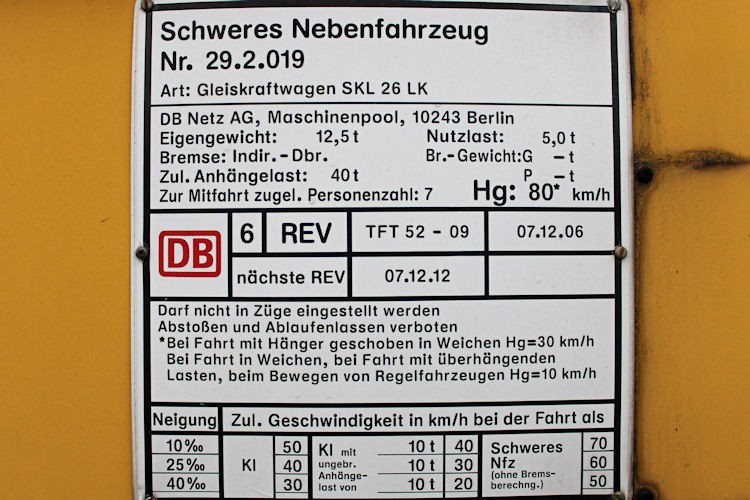 Schweres Nebenfahrzeug
Nr. 29.2.019
Art: Gleiskraftwagen SKL 26 LK
DB Netz AG, Maschinenpool, 10243 Berlin
Eigengewicht: 12,5 t Nutzlast: 5,0 t
Bremse: Indir.-Dbr. Br.-Gewicht: G – t
Zul. Anhängelast: 40 t P – t
Zur Mitfahrt zugel. Personenzahl: 7 Hg: 80* km/h
DB 6 REV TFT 52 - 09 07.12.06
nächste REV 07.12.12
Darf nicht in Züge eingestellt werden
Abstoßen und Ablaufenlassen verboten
*Bei Fahrt mit Hänger geschoben in Weichen Hg=30 km/h
Bei Fahrt in Weichen, bei Fahrt mit überhängenden
Lasten, beim Bewegen von Regelfahrzeugen Hg=10 km/h
Neigung Zul. Geschwindigkeit in km/h bei der Fahrt als
10‰ Kl 50 Kl mit 10 t 40 Schweres 70
25‰ 40 ungebr. 10 t 30 Nfz 60
40‰ 30 Anhänge- 10 t 20 (ohne Brems- 50
last von berechng.)